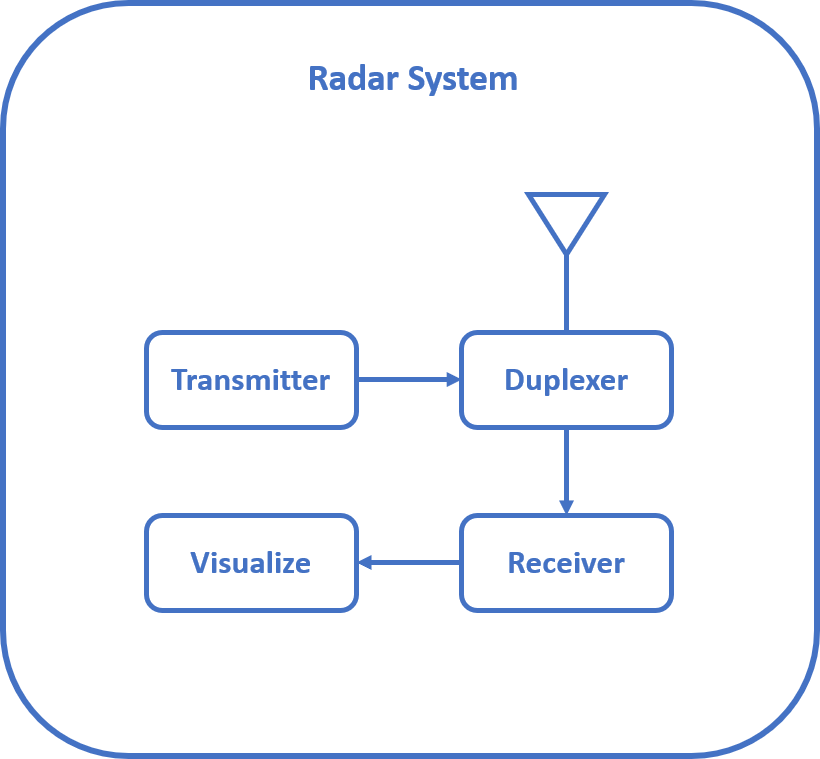 Radar System
Transmitter
Duplexer
Visualize
Receiver